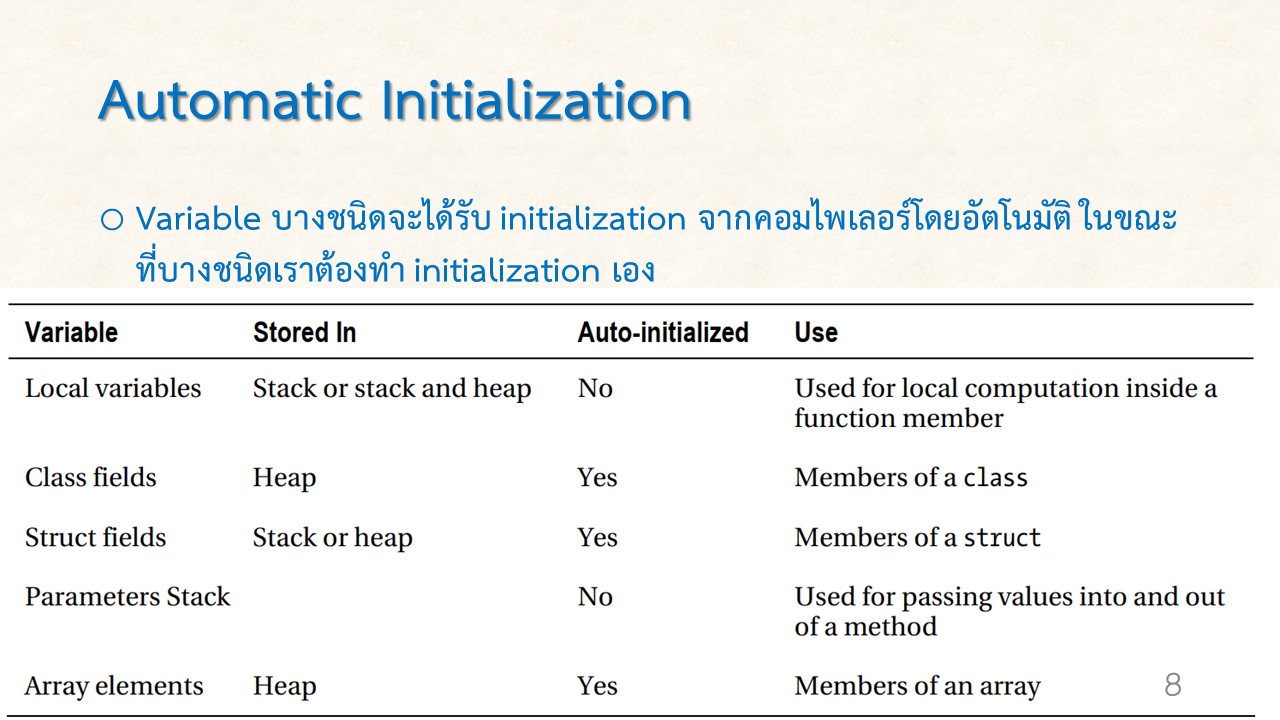 Automatic Initialization
○ Variable บางชนิดจะได้รับ initialization จากคอมไพเลอร์โดยอัตโนมัติ ในขณะ
ที่บางชนิดเราต้องทำ initialization เอง
Variable Stored In Auto-initialized Use
Local variables Stack or stack and heap No Used for local computation inside a
function member
Class fields Heap Yes Members of a class
Struct fields Stack or heap Yes Members of a struct
Parameters Stack No Used for passing values into and out
of a method
Array elements Heap Yes Members of an array
8